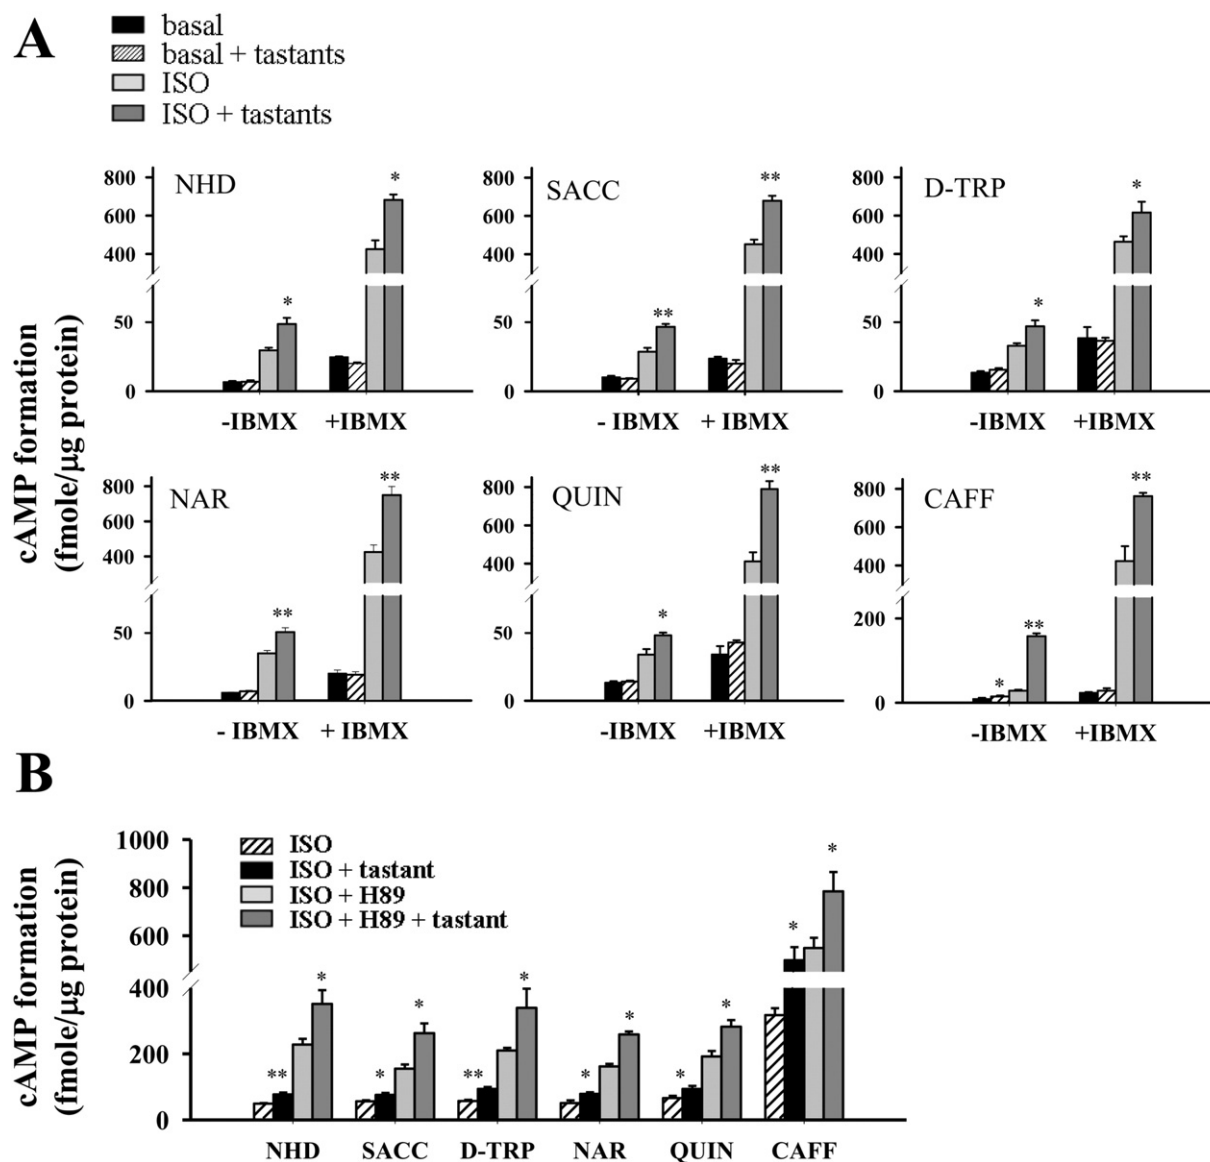 A
basal
basal + tastants
ISO
ISO + tastants
cAMP formation
(fmole/µg protein)
NHD
800
600
400
50
0
*
*
-IBMX +IBMX
SACC
800
600
400
50
0
**
**
- IBMX + IBMX
D-TRP
800
600
400
50
0
*
*
-IBMX +IBMX
NAR
800
600
400
50
0
**
**
- IBMX + IBMX
QUIN
800
600
400
50
0
*
**
-IBMX +IBMX
CAFF
800
600
400
200
0
*
**
**
-IBMX +IBMX
B
cAMP formation
(fmole/µg protein)
ISO
ISO + tastant
ISO + H89
ISO + H89 + tastant
1000
800
600
400
200
0
** *
* *
** *
* *
* *
* *
NHD SACC D-TRP NAR QUIN CAFF